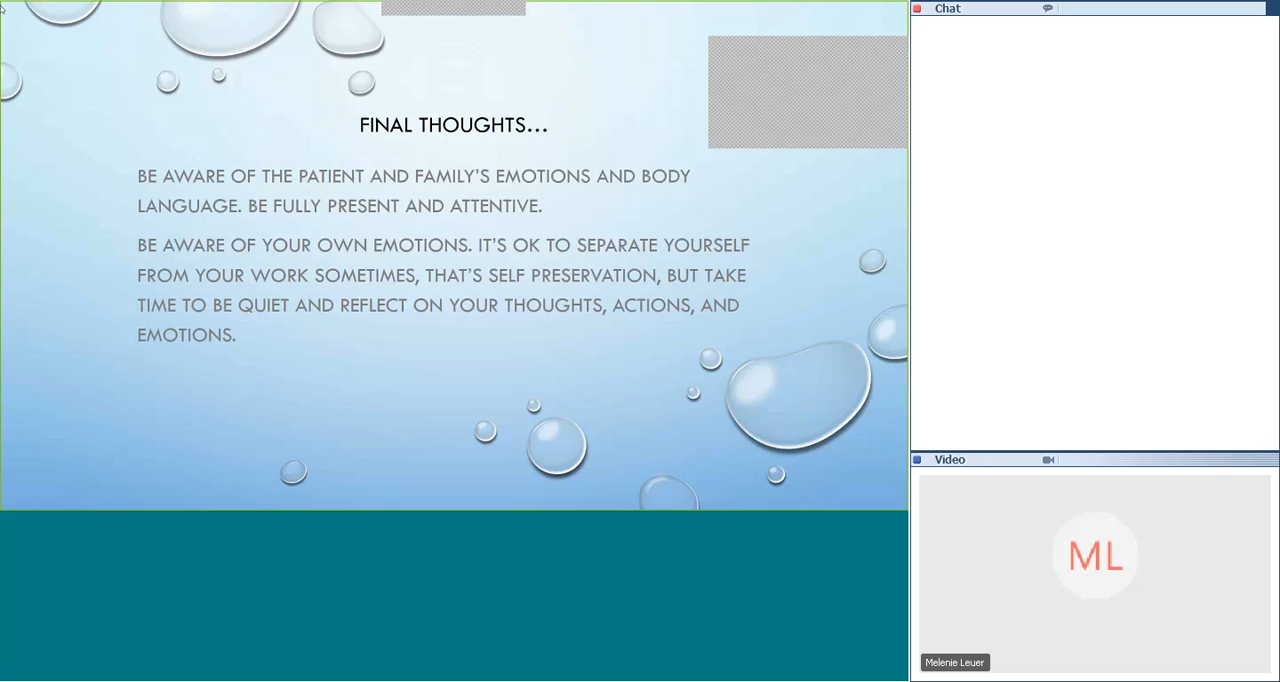 Chat
FINAL THOUGHTS...
BE AWARE OF THE PATIENT AND FAMILY'S EMOTIONS AND BODY
LANGUAGE. BE FULLY PRESENT AND ATTENTIVE.
BE AWARE OF YOUR OWN EMOTIONS. IT'S OK TO SEPARATE YOURSELF
FROM YOUR WORK SOMETIMES, THAT'S SELF PRESERVATION, BUT TAKE
TIME TO BE QUIET AND REFLECT ON YOUR THOUGHTS, ACTIONS, AND
EMOTIONS.
Video
ML
Melenie Leuer